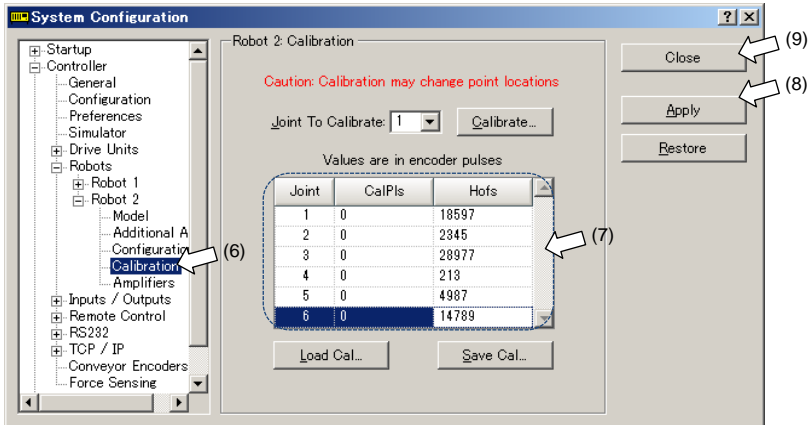 System Configuration
Startup
Controller
General
Configuration
Preferences
Simulator
Drive Units
Robots
Robot 1
Robot 2
Model
Additional A
Configuratio
Calibration
Amplifiers
Inputs / Outputs
Remote Control
RS232
TCP / IP
Conveyor Encoders
Force Sensing
(6)
Robot 2: Calibration
Caution: Calibration may change point locations
Joint To Calibrate: 1 Calibrate...
Values are in encoder pulses
Joint CalPls Hofs
1 0 18597
2 0 2345
3 0 28977
4 0 213
5 0 4987
6 0 14789
(7)
Load Cal... Save Cal...
Close
(9)
Apply
(8)
Restore